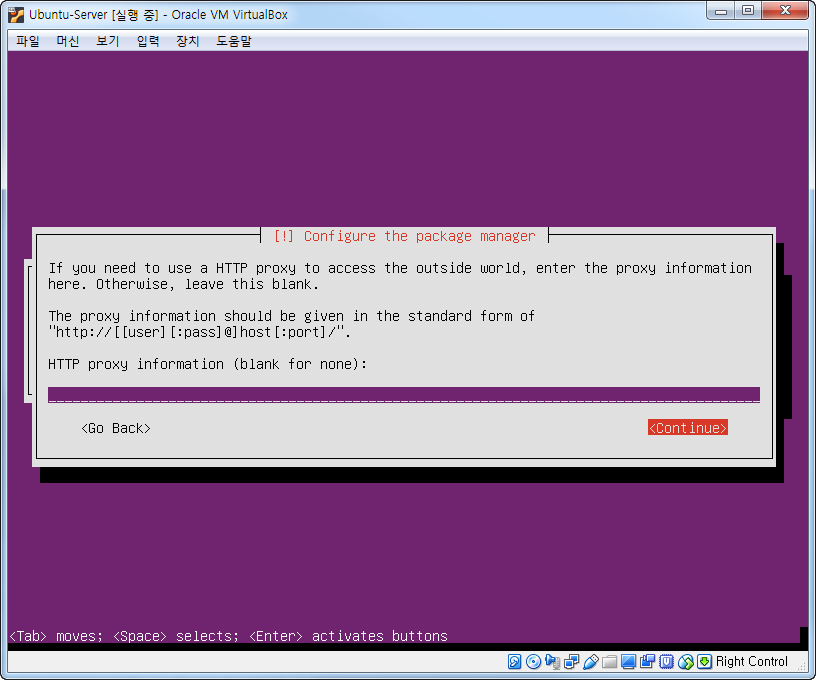 Ubuntu-Server [실행 중] - Oracle VM VirtualBox
파일 머신 보기 입력 장치 도움말
[!] Configure the package manager
If you need to use a HTTP proxy to access the outside world, enter the proxy information
here. Otherwise, leave this blank.
The proxy information should be given in the standard form of
"http://[[user][:pass]@]host[:port]/".
HTTP proxy information (blank for none):
<Go Back> <Continue>
<Tab> moves; <Space> selects; <Enter> activates buttons
Right Control